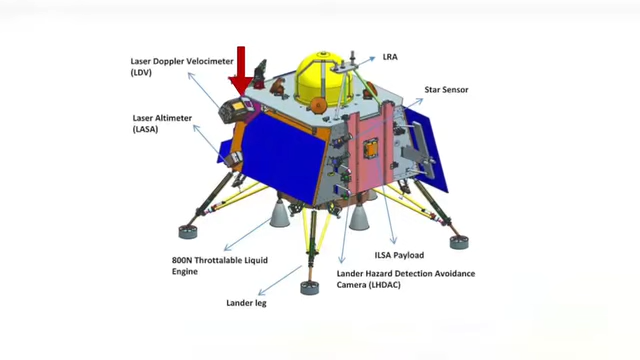 Laser Doppler Velocimeter
(LDV)
LRA
Star Sensor
Laser Altimeter
(LASA)
800N Throttalable Liquid
Engine
ILSA Payload
Lander Hazard Detection Avoidance
Camera (LHDAC)
Lander leg